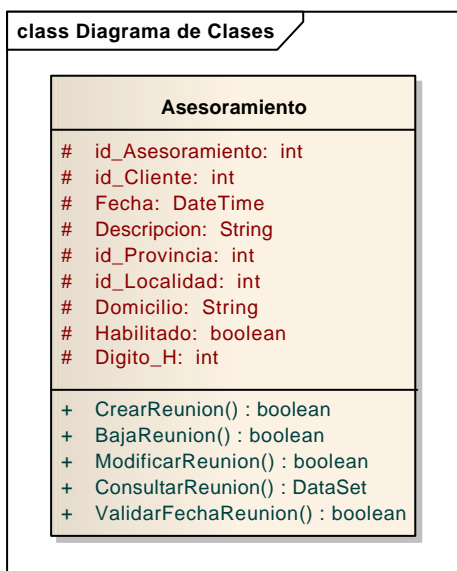 class Diagrama de Clases
Asesoramiento
# id_Asesoramiento: int
# id_Cliente: int
# Fecha: DateTime
# Descripcion: String
# id_Provincia: int
# id_Localidad: int
# Domicilio: String
# Habilitado: boolean
# Digito_H: int
+ CrearReunion() : boolean
+ BajaReunion() : boolean
+ ModificarReunion() : boolean
+ ConsultarReunion() : DataSet
+ ValidarFechaReunion() : boolean